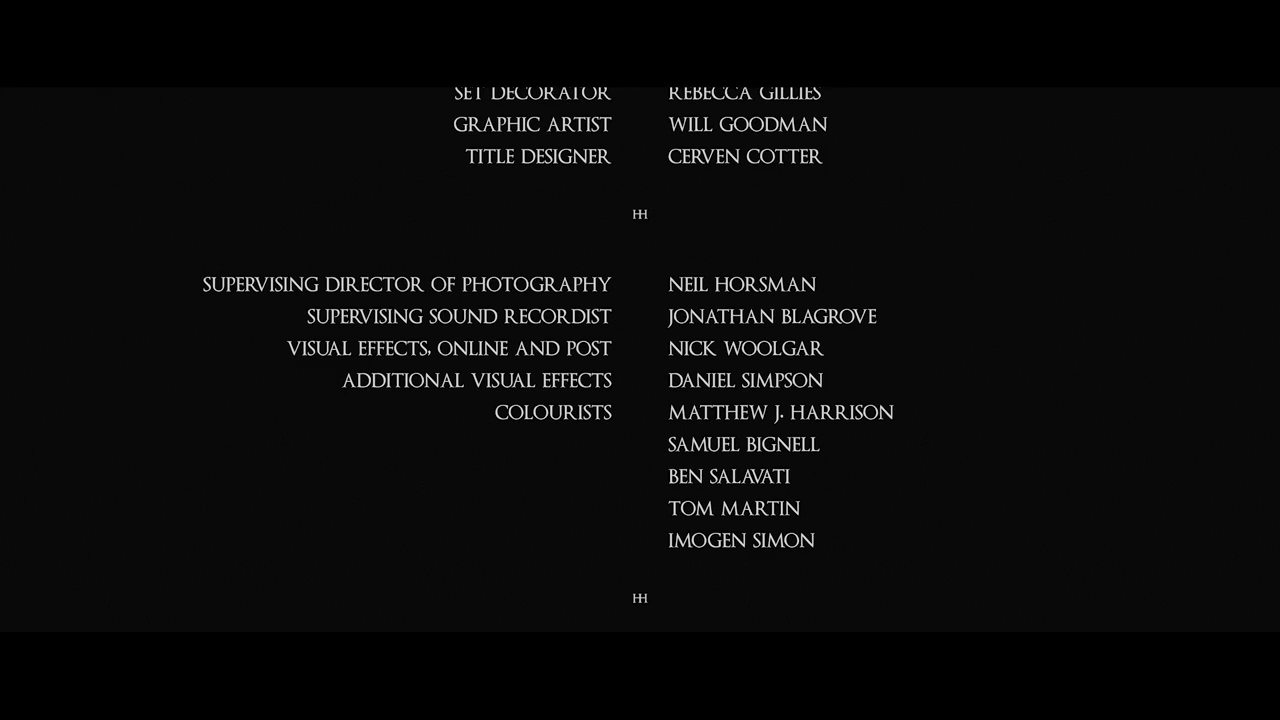 SET DECORATOR REBECCA GILLIES
GRAPHIC ARTIST WILL GOODMAN
TITLE DESIGNER CERVEN COTTER
HH
SUPERVISING DIRECTOR OF PHOTOGRAPHY NEIL HORSMAN
SUPERVISING SOUND RECORDIST JONATHAN BLAGROVE
VISUAL EFFECTS, ONLINE AND POST NICK WOOLGAR
ADDITIONAL VISUAL EFFECTS DANIEL SIMPSON
COLOURISTS MATTHEW J. HARRISON
SAMUEL BIGNELL
BEN SALAVATI
TOM MARTIN
IMOGEN SIMON
HH